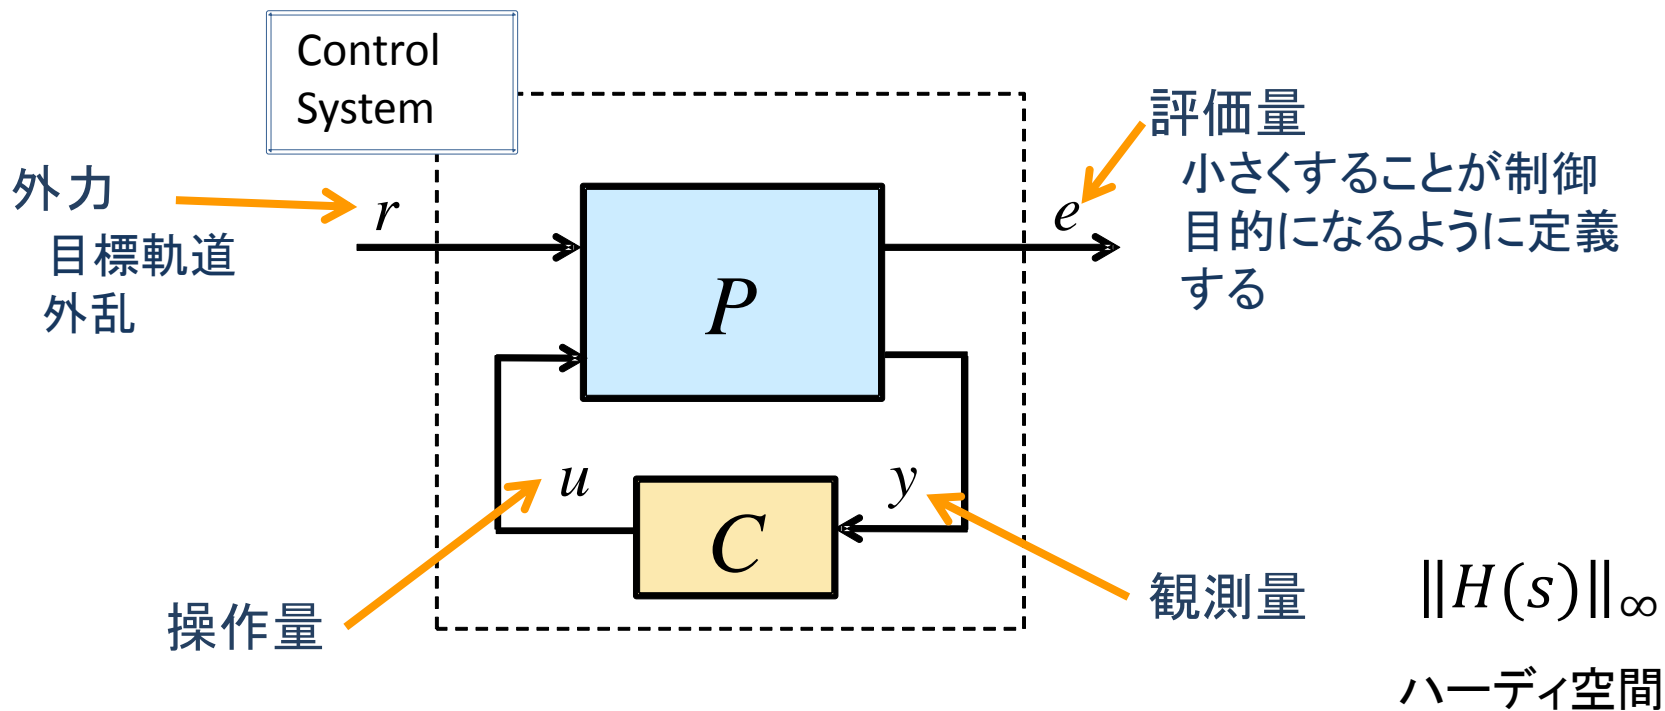 Control
System
外力
目標軌道
外乱
r
e
評価量
小さくすることが制御
目的になるように定義
する
P
u
y
C
操作量
観測量
‖H(s)‖∞
ハーディ空間